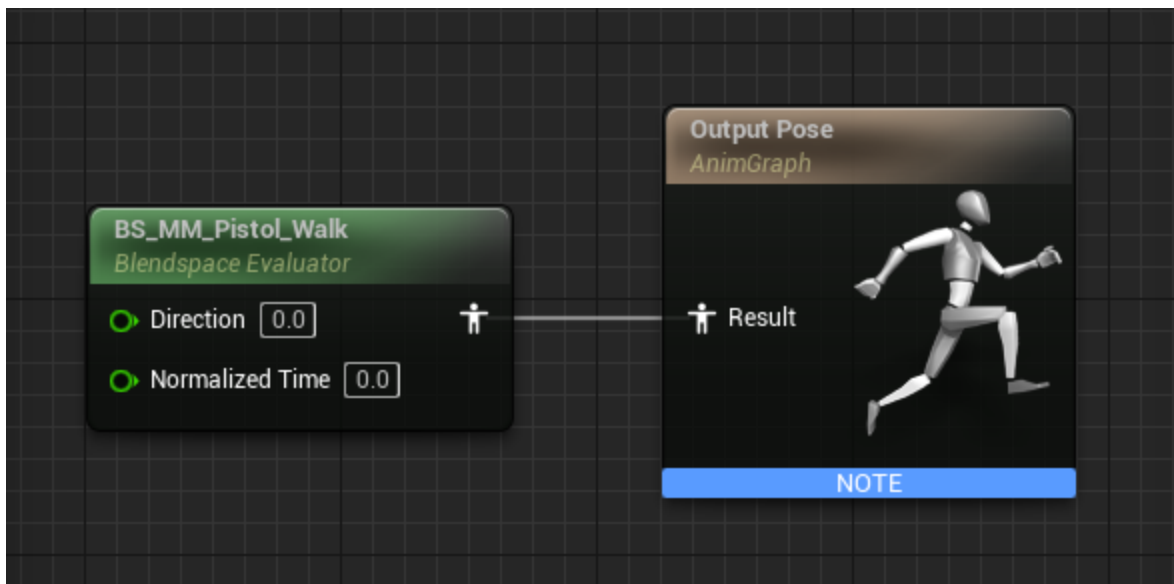 BS_MM_Pistol_Walk
Blendspace Evaluator
Direction 0.0
Normalized Time 0.0
Output Pose
AnimGraph
Result
NOTE